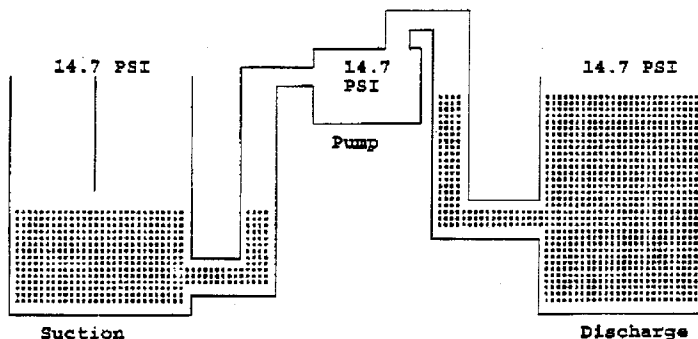 14.7 PSI
14.7
PSI
14.7 PSI
Pump
Suction
Discharge